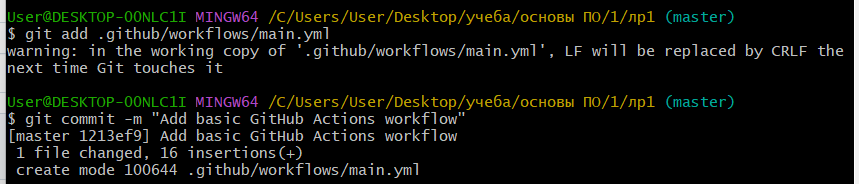 User@DESKTOP-O0NLC1I MINGW64 /C/Users/User/Desktop/учеба/основы ПО/1/лр1 (master)
$ git add .github/workflows/main.yml
warning: in the working copy of '.github/workflows/main.yml', LF will be replaced by CRLF the
next time Git touches it
User@DESKTOP-O0NLC1I MINGW64 /C/Users/User/Desktop/учеба/основы ПО/1/лр1 (master)
$ git commit -m "Add basic GitHub Actions workflow"
[master 1213ef9] Add basic GitHub Actions workflow
1 file changed, 16 insertions(+)
create mode 100644 .github/workflows/main.yml